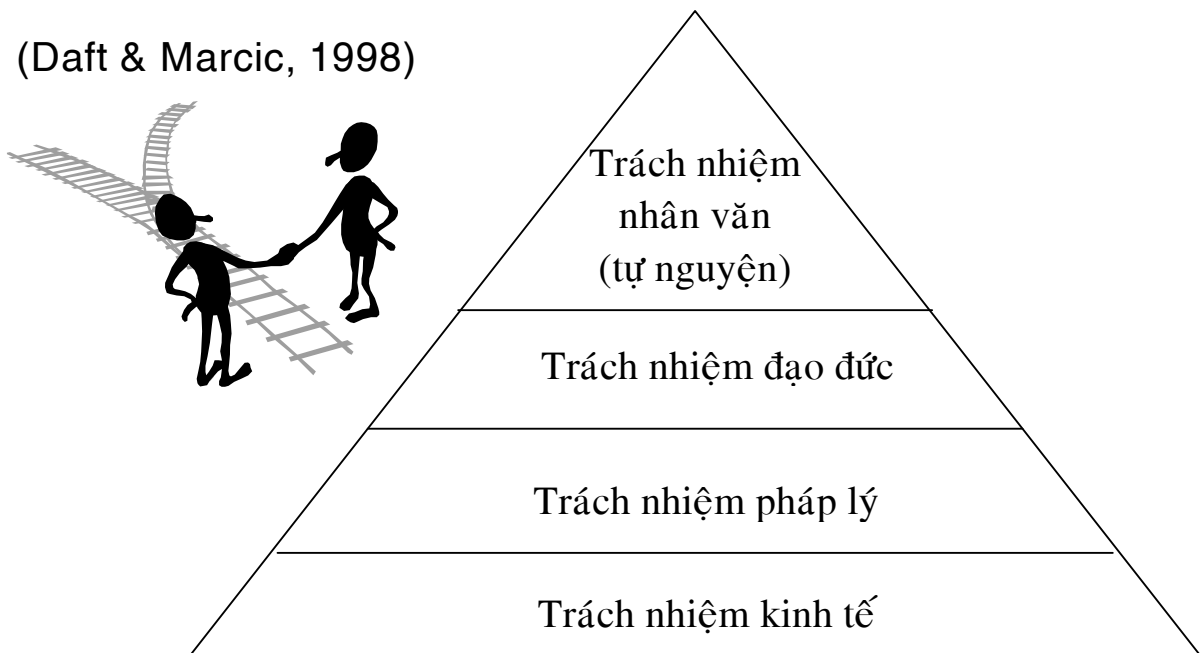 (Daft & Marcic, 1998)
Trách nhiệm
nhân văn
(tự nguyện)
Trách nhiệm đạo đức
Trách nhiệm pháp lý
Trách nhiệm kinh tế